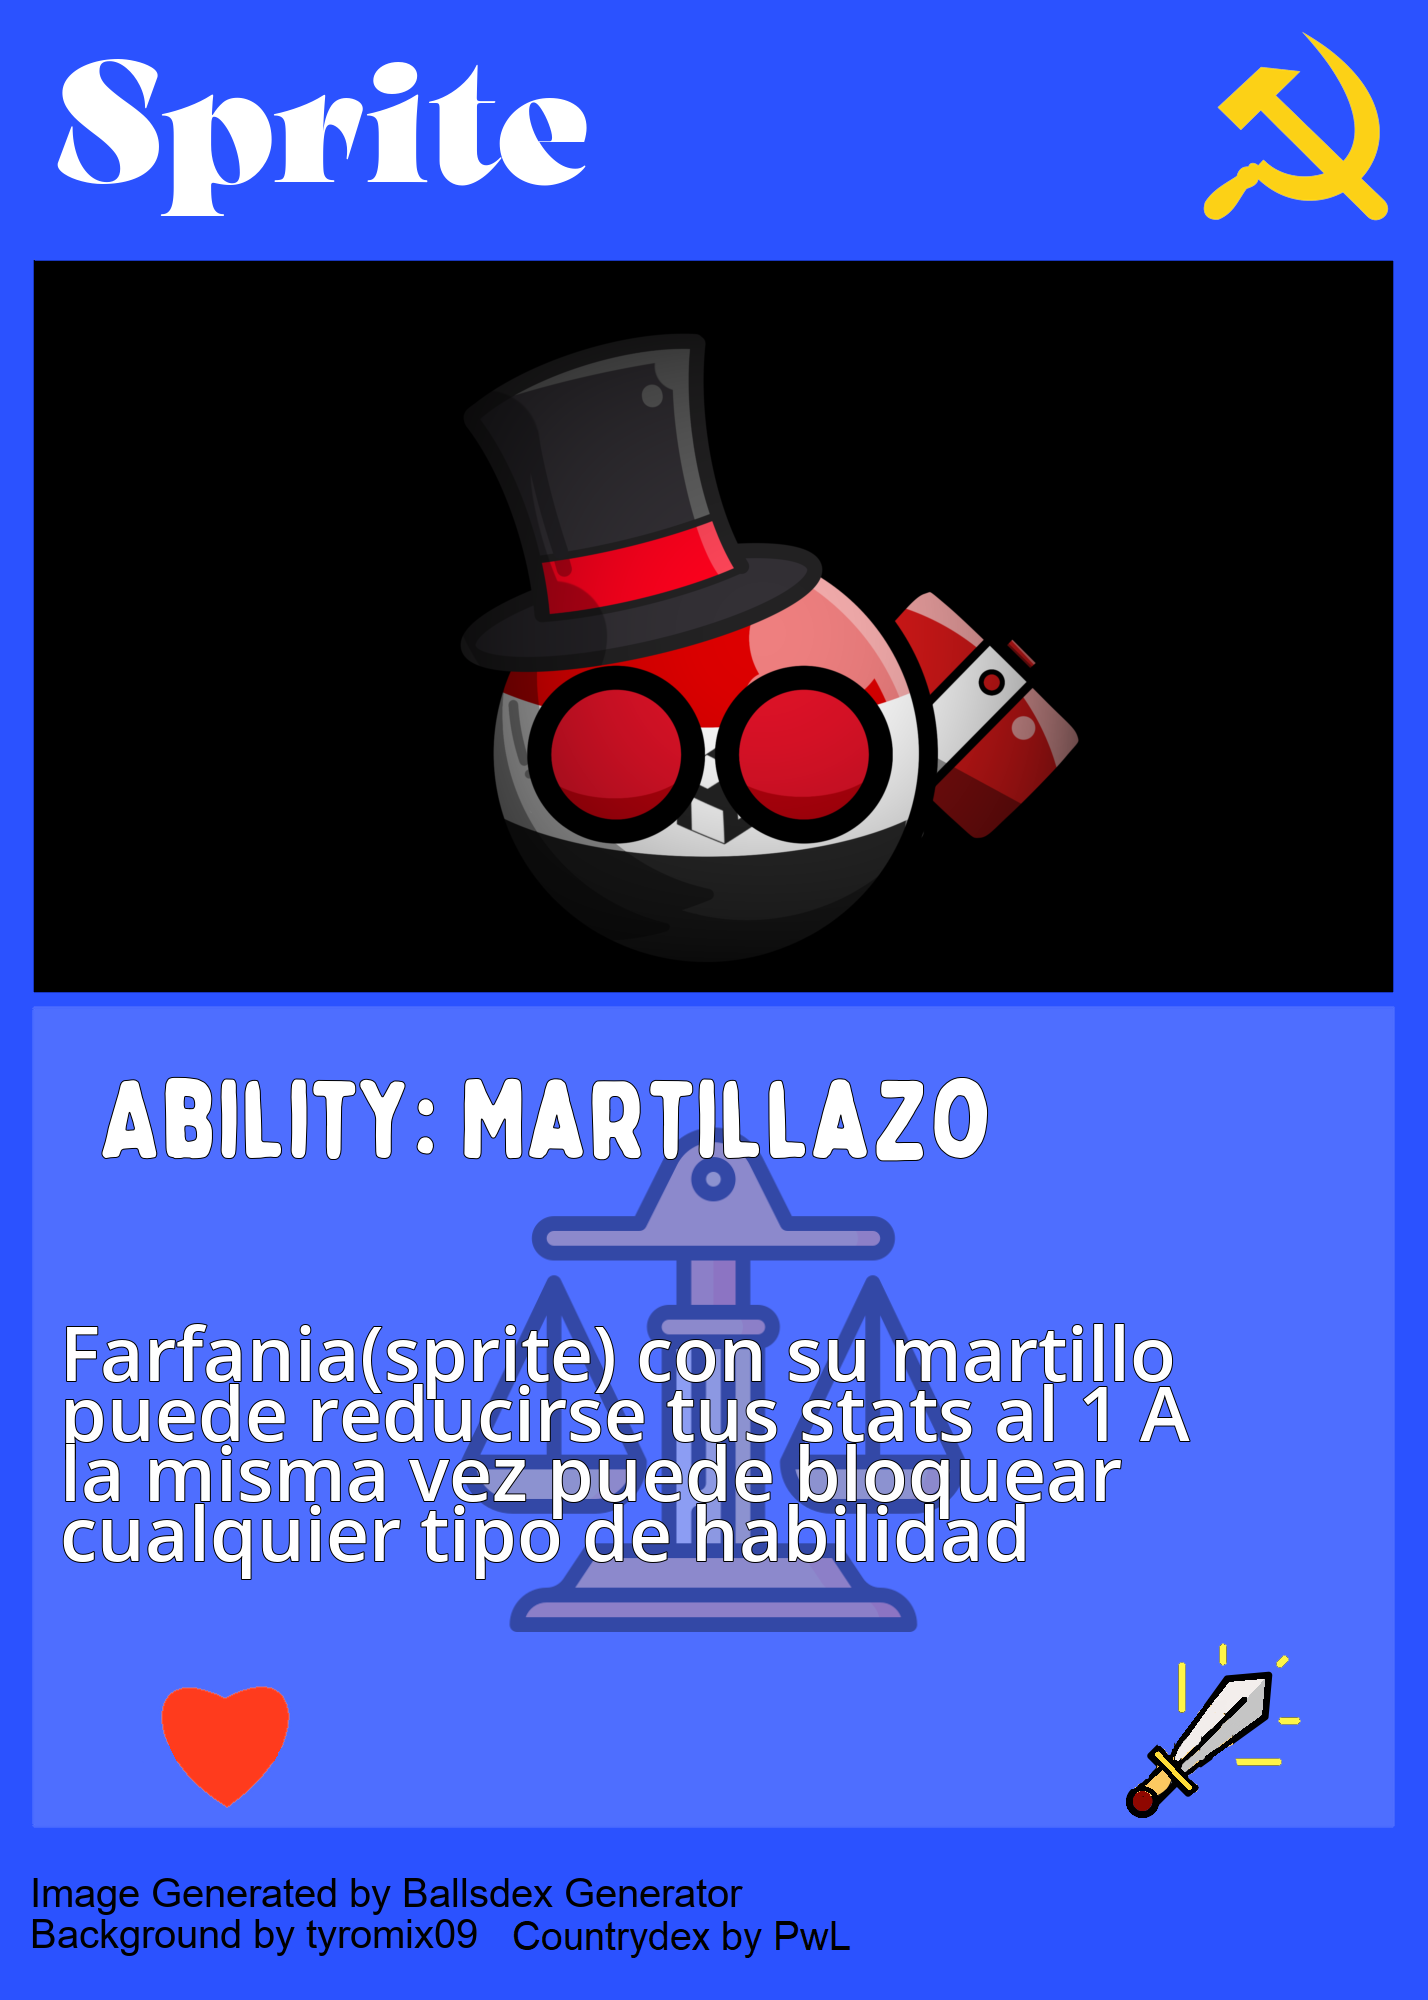 Sprite
ABILITY: MARTILLAZO
Farfania(sprite) con su martillo
puede reducirse tus stats al 1 A
la misma vez puede bloquear
cualquier tipo de habilidad
Image Generated by Ballsdex Generator
Background by tyromix09 Countrydex by PwL